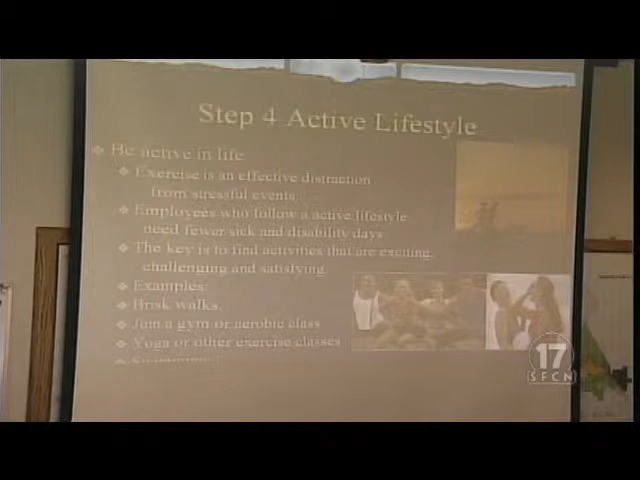 Step 4 Active Lifestyle
Be active in life
Exercise is an effective distraction
from stressful events
Employees who follow a active lifestyle
need fewer sick and disability days
The key is to find activities that are exciting,
challenging and satisfying
Examples:
Brisk walks.
Join a gym or aerobic class
Yoga or other exercise classes
17
SFCN